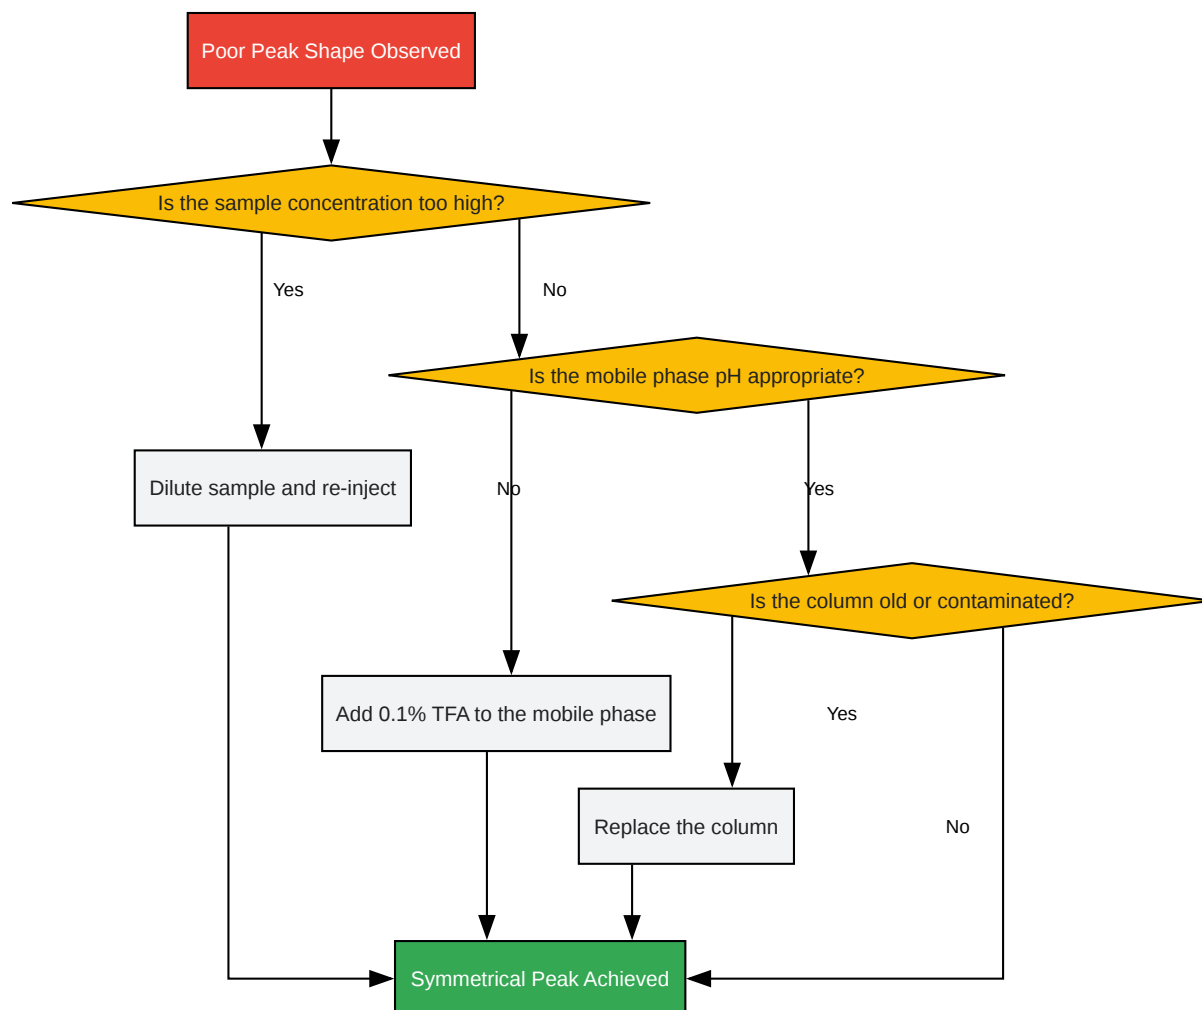 Poor Peak Shape Observed
Is the sample concentration too high?
Yes
No
Is the mobile phase pH appropriate?
Dilute sample and re-inject
No
Yes
Is the column old or contaminated?
Add 0.1% TFA to the mobile phase
Yes
Replace the column
No
Symmetrical Peak Achieved